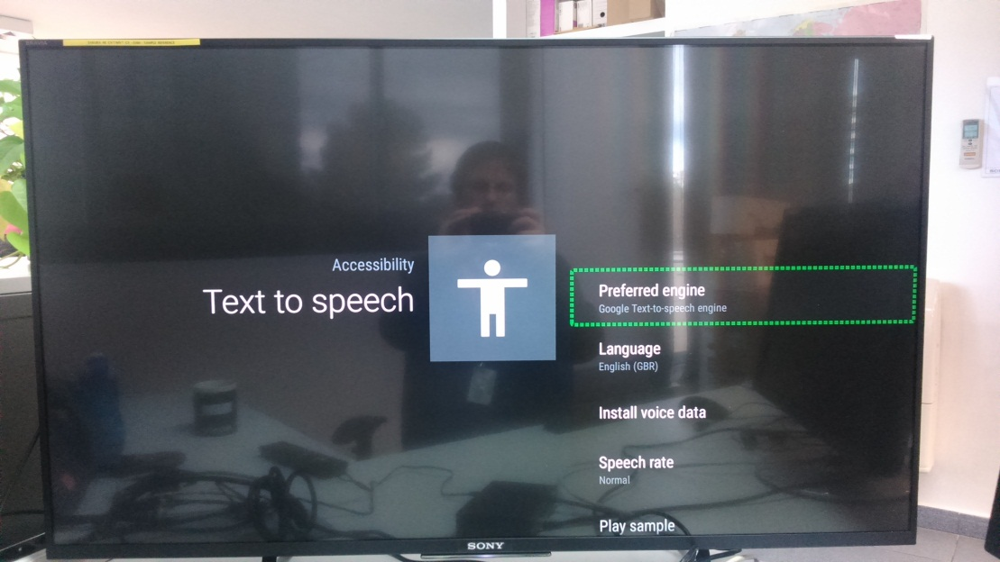 Accessibility
Text to speech
Preferred engine
Google Text-to-speech engine
Language
English (GBR)
Install voice data
Speech rate
Normal
Play sample
SONY